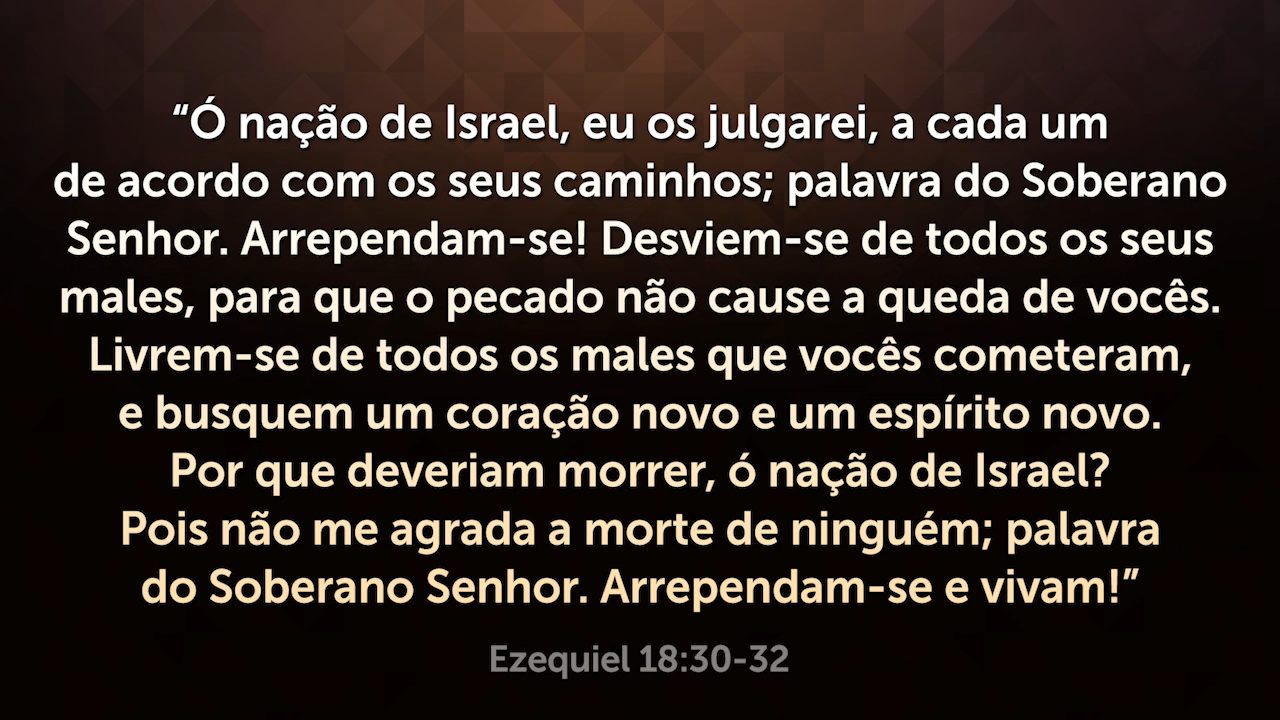 “Ó nação de Israel, eu os julgarei, a cada um
de acordo com os seus caminhos; palavra do Soberano
Senhor. Arrependam-se! Desviem-se de todos os seus
males, para que o pecado não cause a queda de vocês.
Livrem-se de todos os males que vocês cometeram,
e busquem um coração novo e um espírito novo.
Por que deveriam morrer, ó nação de Israel?
Pois não me agrada a morte de ninguém; palavra
do Soberano Senhor. Arrependam-se e vivam!”
Ezequiel 18:30-32